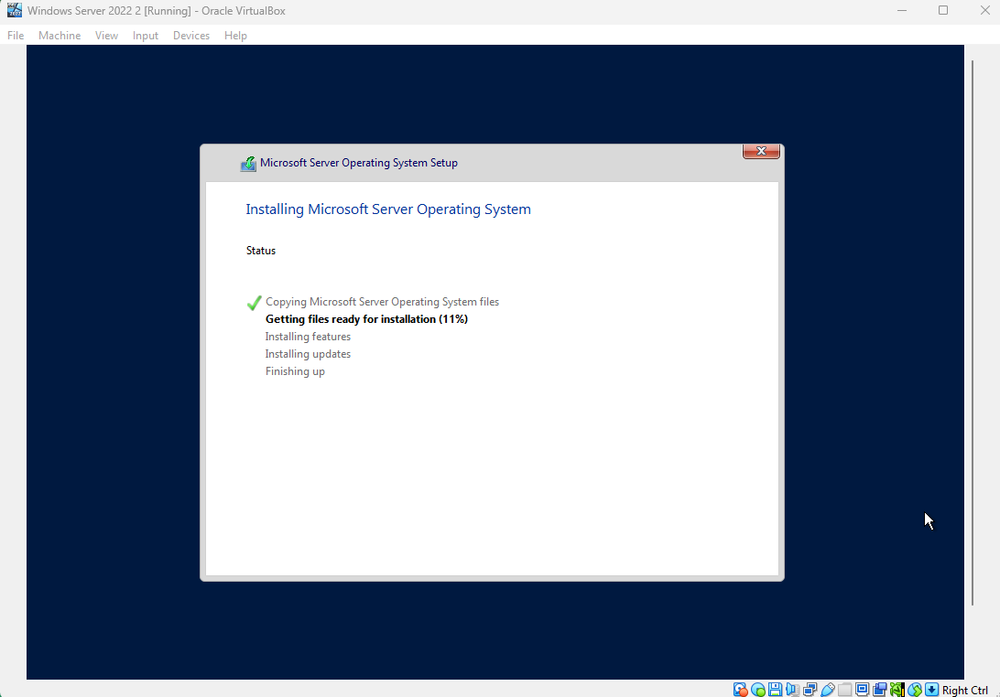 Windows Server 2022 2 [Running] - Oracle VirtualBox
File Machine View Input Devices Help
Microsoft Server Operating System Setup
Installing Microsoft Server Operating System
Status
Copying Microsoft Server Operating System files
Getting files ready for installation (11%)
Installing features
Installing updates
Finishing up
Right Ctrl